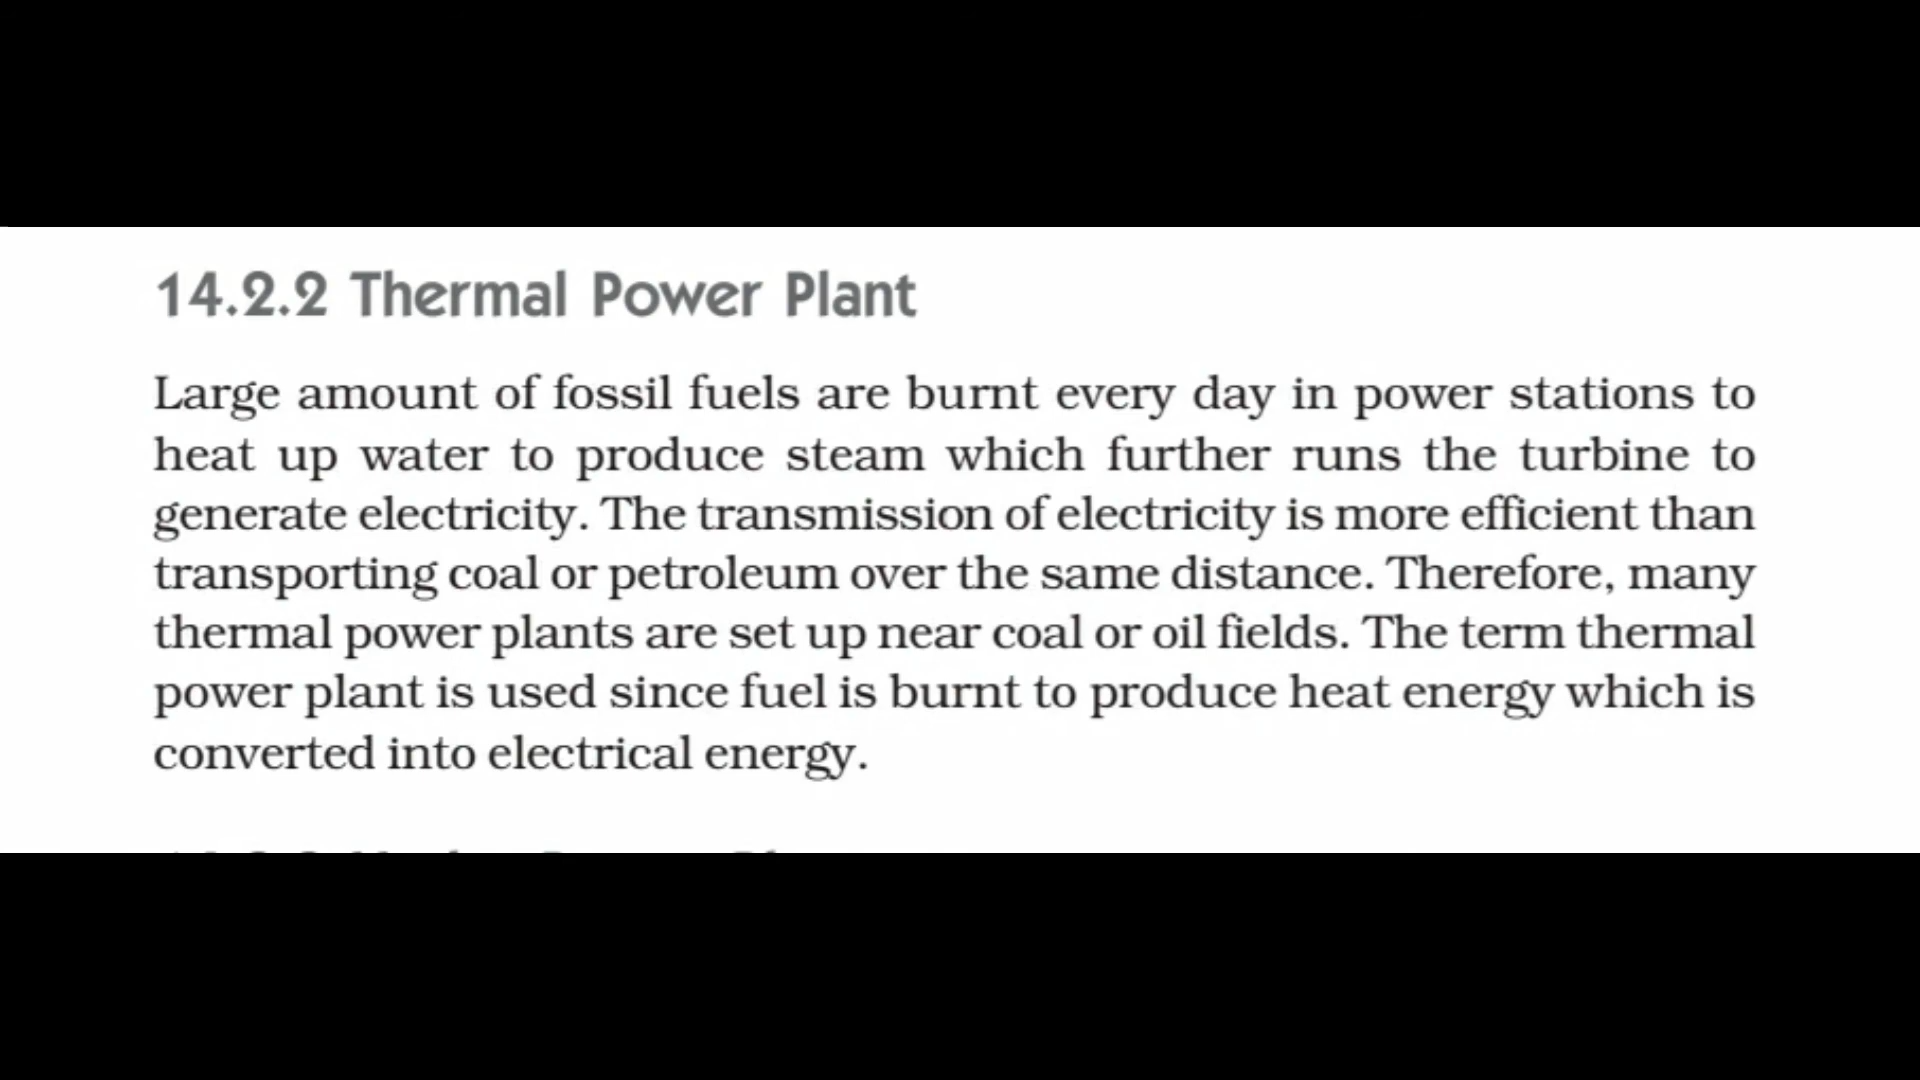 14.2.2 Thermal Power Plant
Large amount of fossil fuels are burnt every day in power stations to
heat up water to produce steam which further runs the turbine to
generate electricity. The transmission of electricity is more efficient than
transporting coal or petroleum over the same distance. Therefore, many
thermal power plants are set up near coal or oil fields. The term thermal
power plant is used since fuel is burnt to produce heat energy which is
converted into electrical energy.